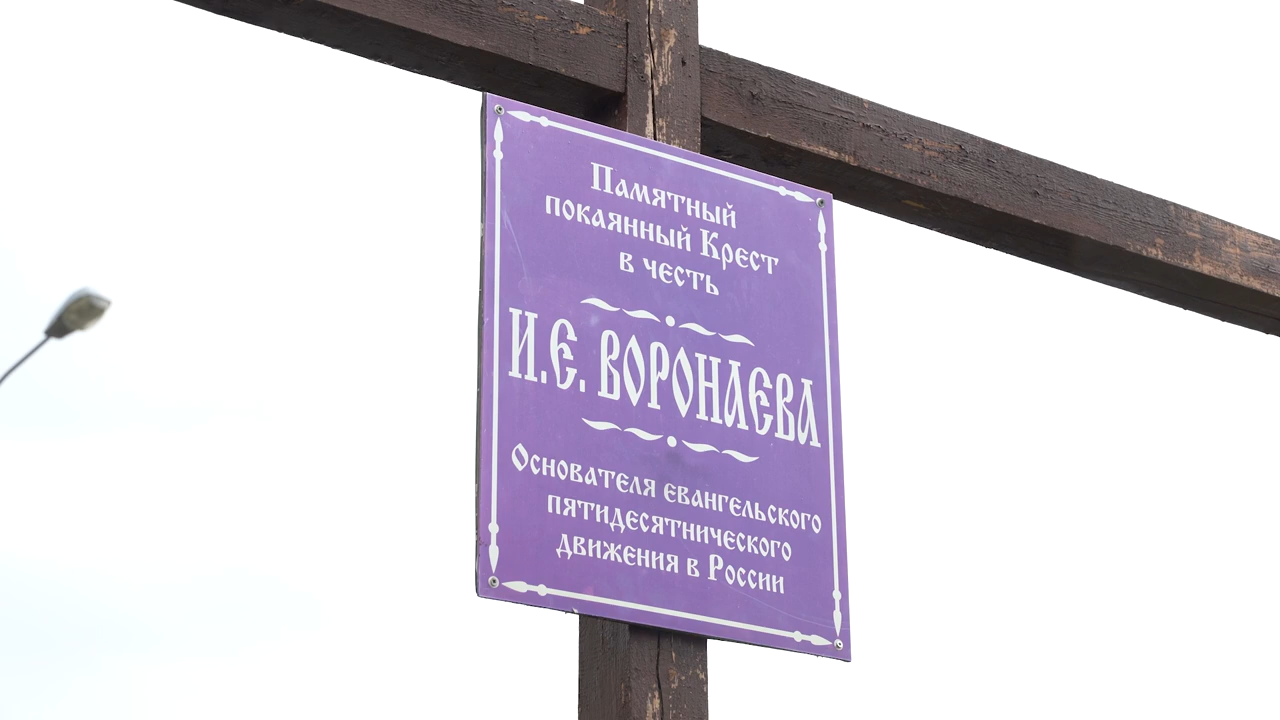 Памятный
покаянный Крест
в честь
И.Е. ВОРОНАЕВА
Основателя евангельского
пятидесятнического
движения в России